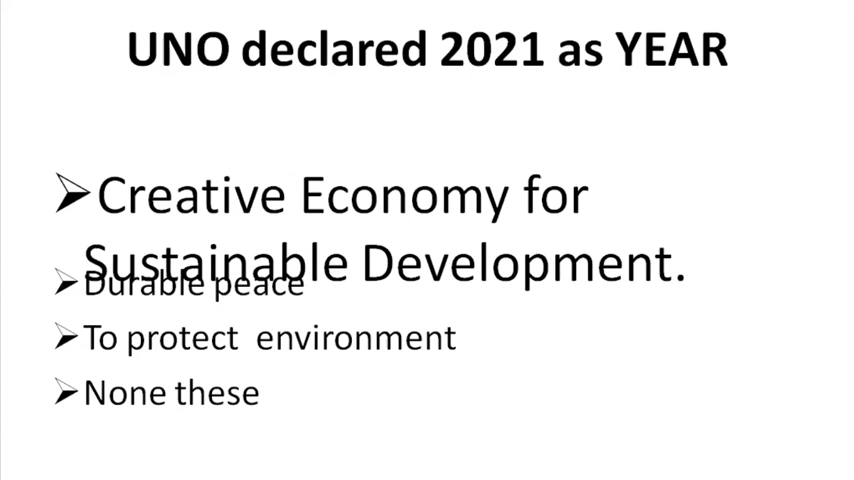 UNO declared 2021 as YEAR
Creative Economy for
Sustainable Development.
Durable peace
To protect environment
None these